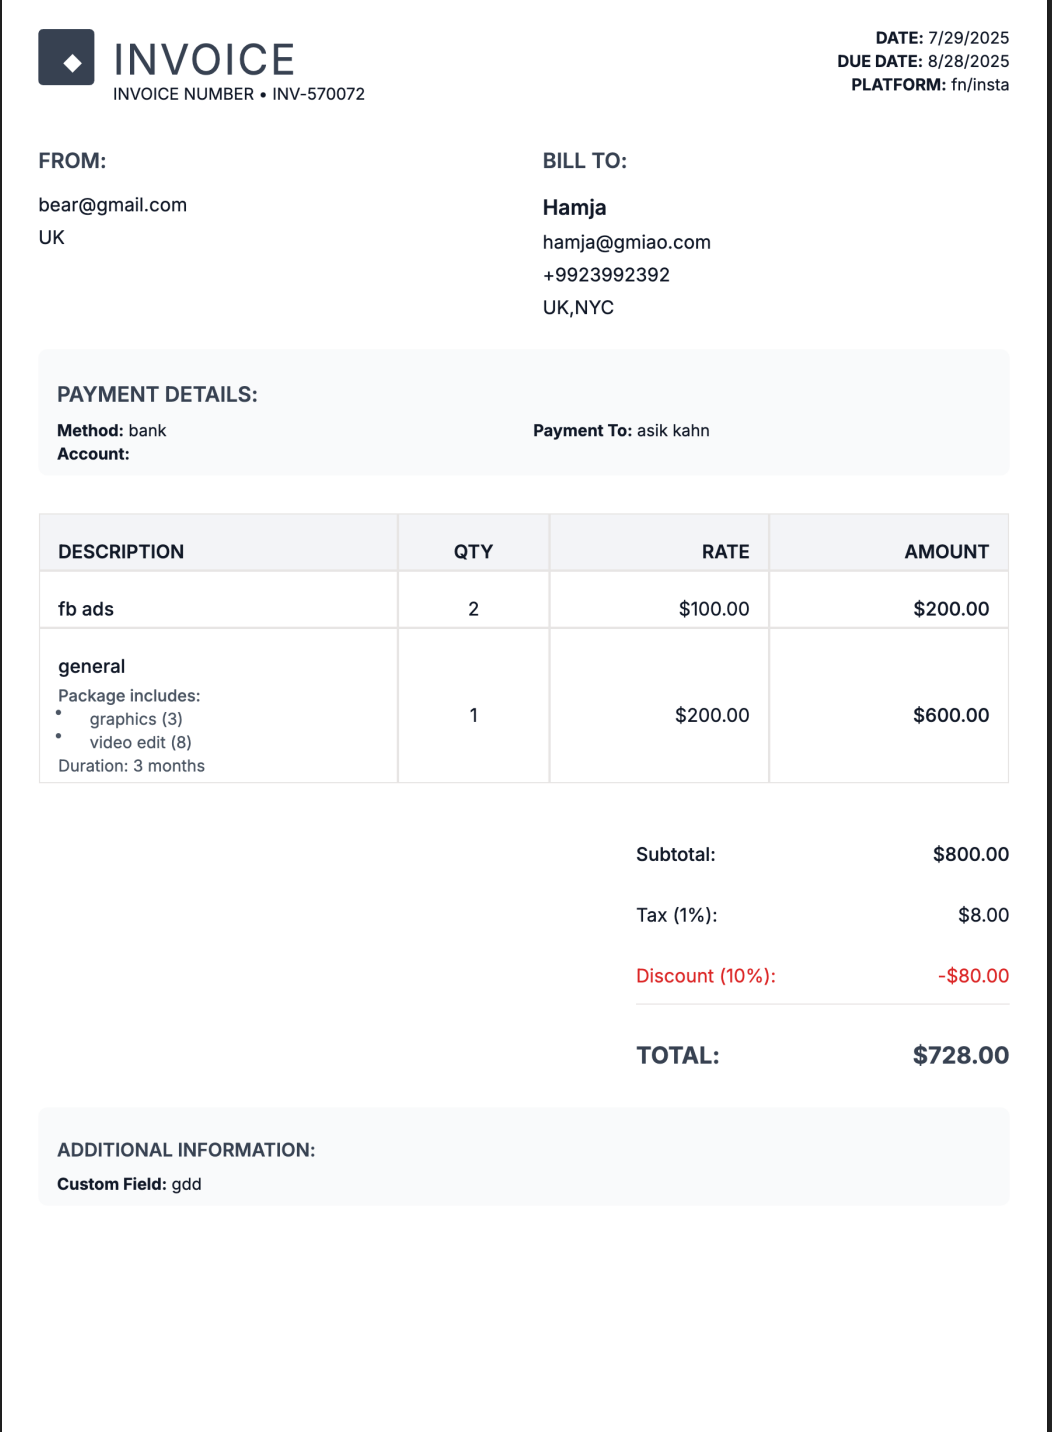 INVOICE
INVOICE NUMBER • INV-570072
DATE: 7/29/2025
DUE DATE: 8/28/2025
PLATFORM: fn/insta
FROM:
bear@gmail.com
UK
BILL TO:
Hamja
hamja@gmiao.com
+9923992392
UK,NYC
PAYMENT DETAILS:
Method: bank
Account:
Payment To: asik kahn
DESCRIPTION QTY RATE AMOUNT
fb ads 2 $100.00 $200.00
general
Package includes:
• graphics (3)
• video edit (8)
Duration: 3 months
1 $200.00 $600.00
Subtotal: $800.00
Tax (1%): $8.00
Discount (10%): -$80.00
TOTAL: $728.00
ADDITIONAL INFORMATION:
Custom Field: gdd